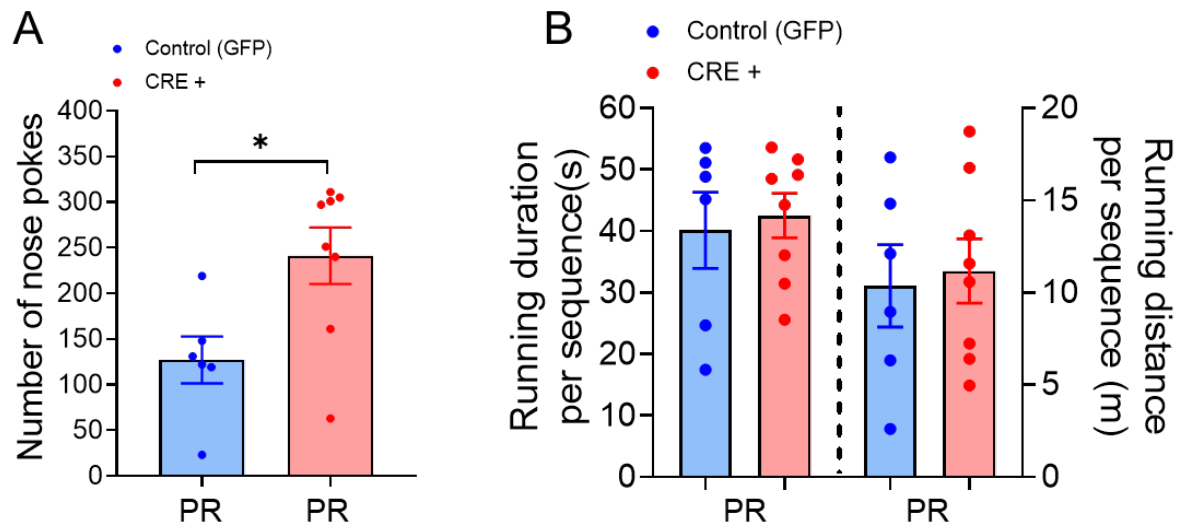 A
Control (GFP)
CRE +
Number of nose pokes
400
350
300
250
200
150
100
50
0
*
PR
PR
B
Control (GFP)
CRE +
Running duration
per sequence(s)
60
50
40
30
20
10
0
PR
PR
20
15
10
5
0
Running distance
per sequence (m)